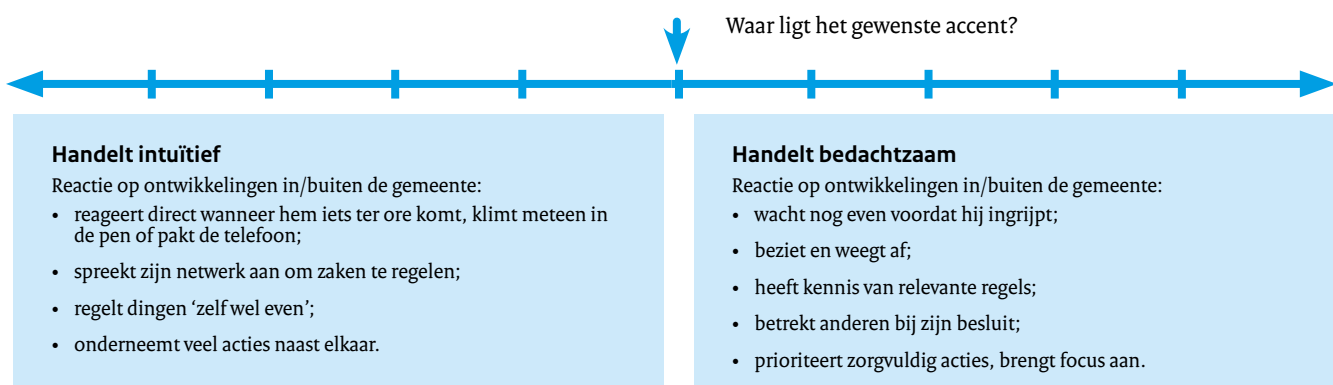 Waar ligt het gewenste accent?
Handelt intuïtief
Reactie op ontwikkelingen in/buiten de gemeente:
• reageert direct wanneer hem iets ter ore komt, klimt meteen in
de pen of pakt de telefoon;
• spreekt zijn netwerk aan om zaken te regelen;
• regelt dingen ‘zelf wel even’;
• onderneemt veel acties naast elkaar.
Handelt bedachtzaam
Reactie op ontwikkelingen in/buiten de gemeente:
• wacht nog even voordat hij ingrijpt;
• beziet en weegt af;
• heeft kennis van relevante regels;
• betrekt anderen bij zijn besluit;
• prioriteert zorgvuldig acties, brengt focus aan.